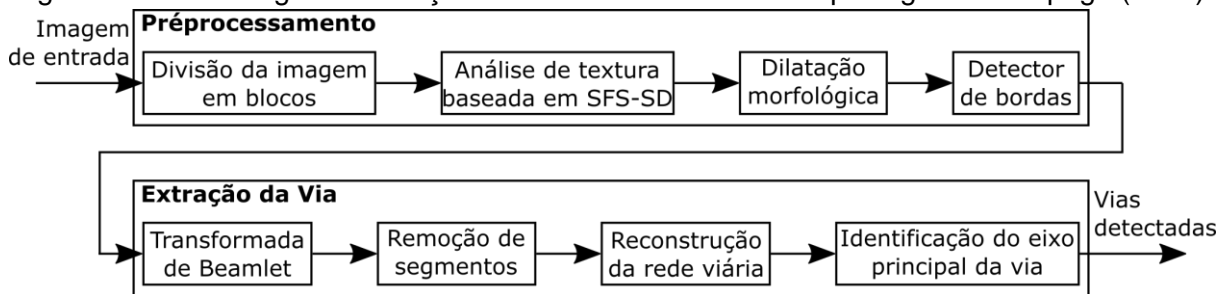 Imagem
de entrada
Préprocessamento
Divisão da imagem
em blocos
Análise de textura
baseada em SFS-SD
Dilatação
morfológica
Detector
de bordas
Extração da Via
Transformada
de Beamlet
Remoção de
segmentos
Reconstrução
da rede viária
Identificação do eixo
principal da via
Vias
detectadas